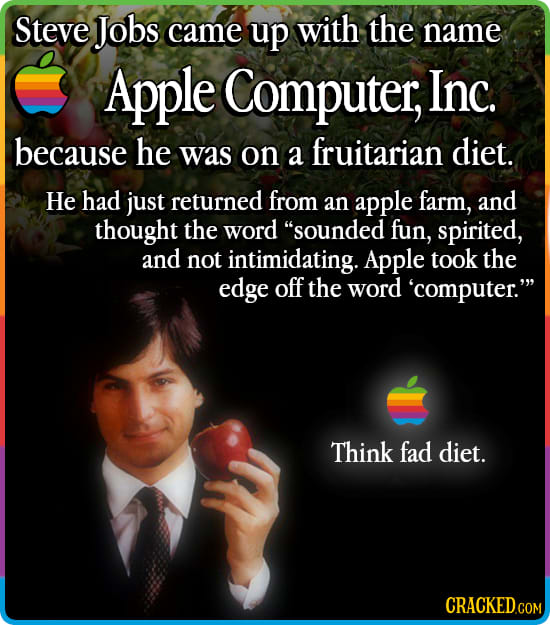 Steve Jobs came up with the name
Apple Computer, Inc.
because he was on a fruitarian diet.
He had just returned from an apple farm, and
thought the word “sounded fun, spirited,
and not intimidating. Apple took the
edge off the word ‘computer.’”
Think fad diet.
CRACKED.COM